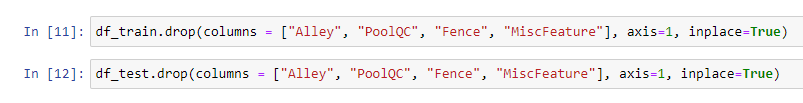 In [11]: df_train.drop(columns = ["Alley", "PoolQC", "Fence", "MiscFeature"], axis=1, inplace=True)
In [12]: df_test.drop(columns = ["Alley", "PoolQC", "Fence", "MiscFeature"], axis=1, inplace=True)